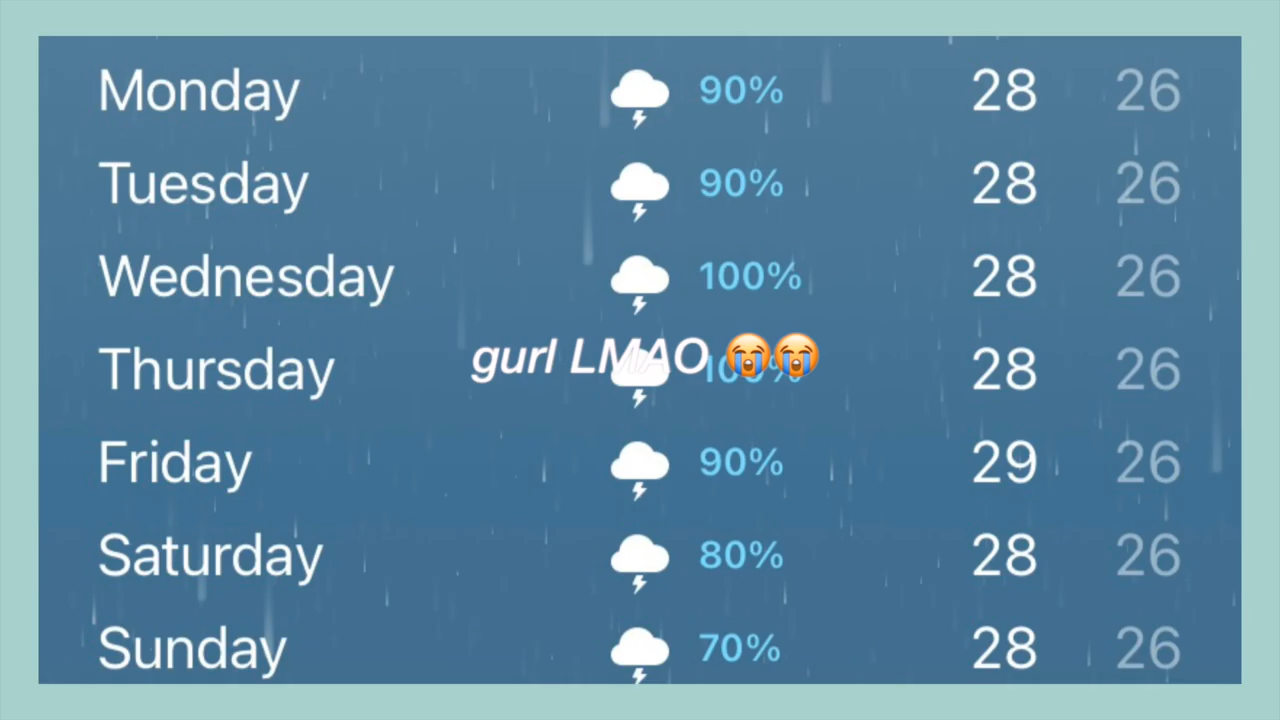 Monday 90% 28 26
Tuesday 90% 28 26
Wednesday 100% 28 26
gurl LMAO 😭😭
Thursday 100% 28 26
Friday 90% 29 26
Saturday 80% 28 26
Sunday 70% 28 26